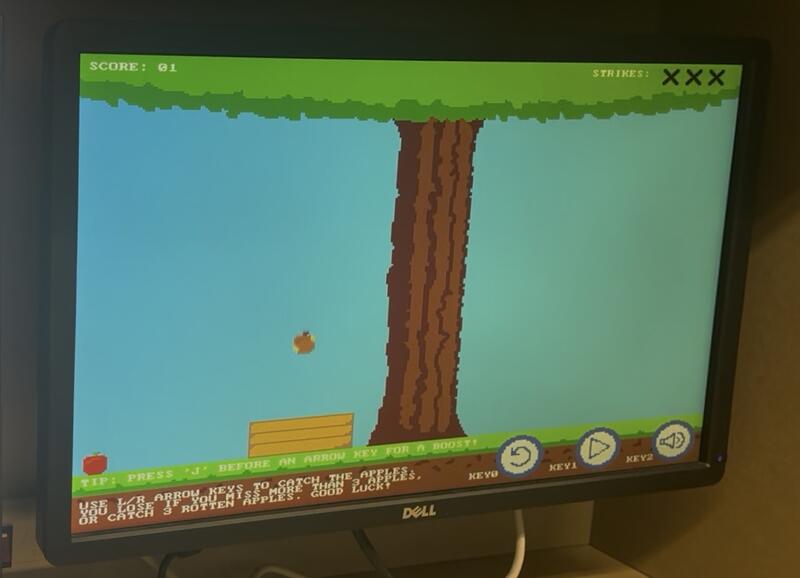 SCORE: 01
STRIKES: XXX
TIP: PRESS 'J' BEFORE AN ARROW KEY FOR A BOOST!
USE L/R ARROW KEYS TO CATCH THE APPLES.
YOU LOSE IF YOU MISS MORE THAN 3 APPLES,
OR CATCH 3 ROTTEN APPLES. GOOD LUCK!
KEY0
KEY1
KEY2
DELL